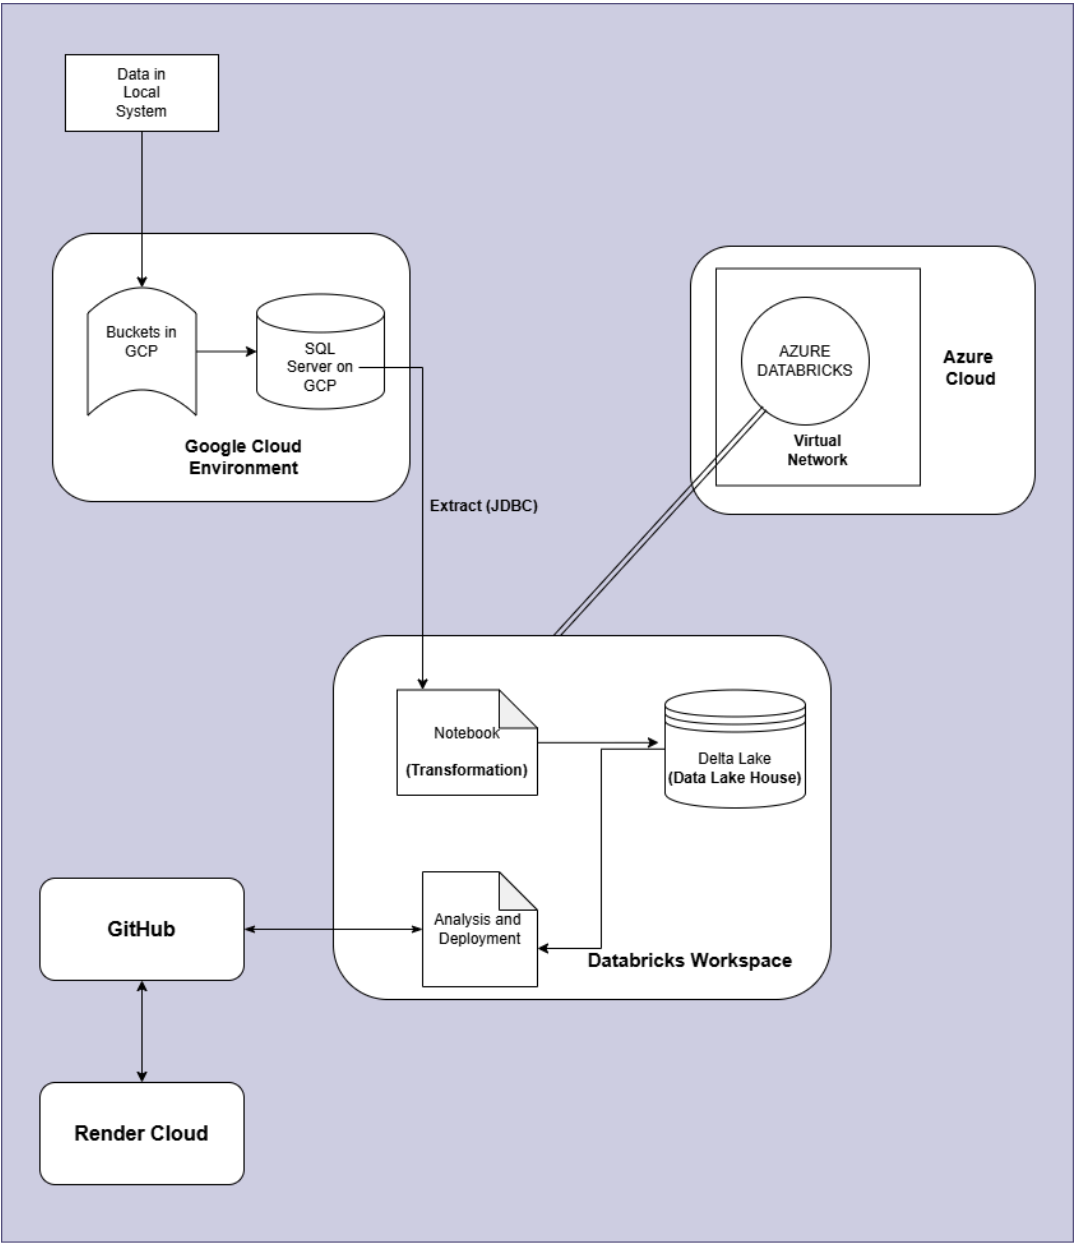 Data in
Local
System
Buckets in
GCP
SQL
Server on
GCP
Google Cloud
Environment
AZURE
DATABRICKS
Virtual
Network
Azure
Cloud
Extract (JDBC)
Notebook
(Transformation)
Delta Lake
(Data Lake House)
Analysis and
Deployment
Databricks Workspace
GitHub
Render Cloud